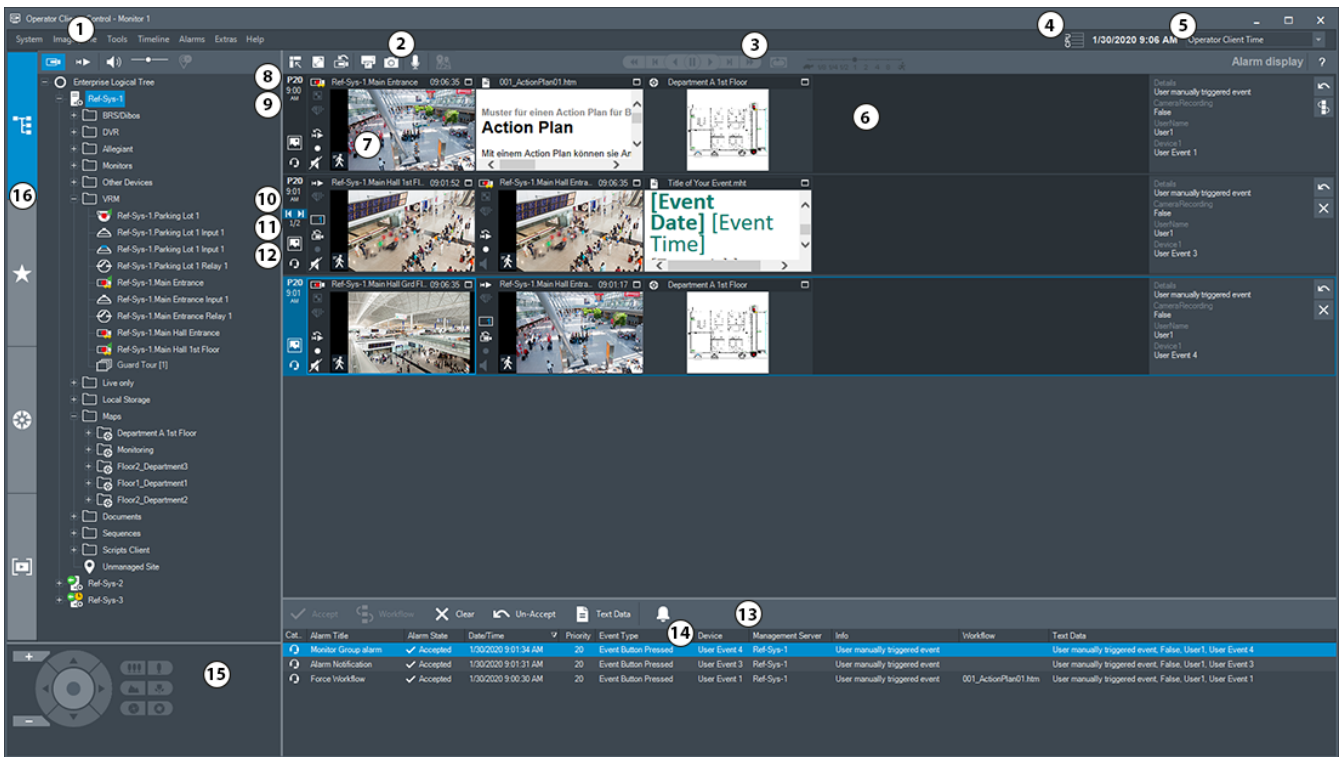 Operator Client Control - Monitor 1
1
4
5
System Image Pane Tools Timeline Alarms Extras Help
1/30/2020 9:06 AM Operator Client Time
2
3
Alarm display ?
Enterprise Logical Tree
Ref-Sys-1
BRS/Dibos
DVR
Allegiant
Monitors
Other Devices
VRM
Ref-Sys-1.Parking Lot 1
Ref-Sys-1.Parking Lot 1 Input 1
Ref-Sys-1.Parking Lot 1 Input 1
Ref-Sys-1.Parking Lot 1 Relay 1
Ref-Sys-1.Main Entrance
Ref-Sys-1.Main Entrance Input 1
Ref-Sys-1.Main Entrance Relay 1
Ref-Sys-1.Main Hall Entrance
Ref-Sys-1.Main Hall 1st Floor
Guard Tour [1]
Live only
Local Storage
Maps
Department A 1st Floor
Monitoring
Floor2_Department3
Floor1_Department1
Floor2_Department2
Documents
Sequences
Scripts Client
Unmanaged Site
Ref-Sys-2
Ref-Sys-3
16
15
8
9
P20
9:00
AM
Ref-Sys-1.Main Entrance 09:06:35
001_ActionPlan01.htm
Department A 1st Floor
7
Muster für einen Action Plan für B
Action Plan
Mit einem Action Plan können sie Ar
6
Details
User manually triggered event
CameraRecording
False
UserName
User1
Device1
User Event 1
10
11
12
P20
9:01
AM
1/2
Ref-Sys-1.Main Hall 1st Fl.. 09:01:52
Ref-Sys-1.Main Hall Entra.. 09:06:35
Title of Your Event.mht
[Event
Date] [Event
Time]
Details
User manually triggered event
CameraRecording
False
UserName
User1
Device1
User Event 3
P20
9:01
AM
Ref-Sys-1.Main Hall Grd Fl.. 09:06:35
Ref-Sys-1.Main Hall Entra.. 09:01:17
Department A 1st Floor
Details
User manually triggered event
CameraRecording
False
UserName
User1
Device1
User Event 4
Accept Workflow Clear Un-Accept Text Data
13
14
Cat.. Alarm Title Alarm State Date/Time Priority Event Type Device Management Server Info Workflow Text Data
Monitor Group alarm Accepted 1/30/2020 9:01:34 AM 20 Event Button Pressed User Event 4 Ref-Sys-1 User manually triggered event User manually triggered event, False, User1, User Event 4
Alarm Notification Accepted 1/30/2020 9:01:31 AM 20 Event Button Pressed User Event 3 Ref-Sys-1 User manually triggered event User manually triggered event, False, User1, User Event 3
Force Workflow Accepted 1/30/2020 9:00:30 AM 20 Event Button Pressed User Event 1 Ref-Sys-1 User manually triggered event 001_ActionPlan01.htm User manually triggered event, False, User1, User Event 1